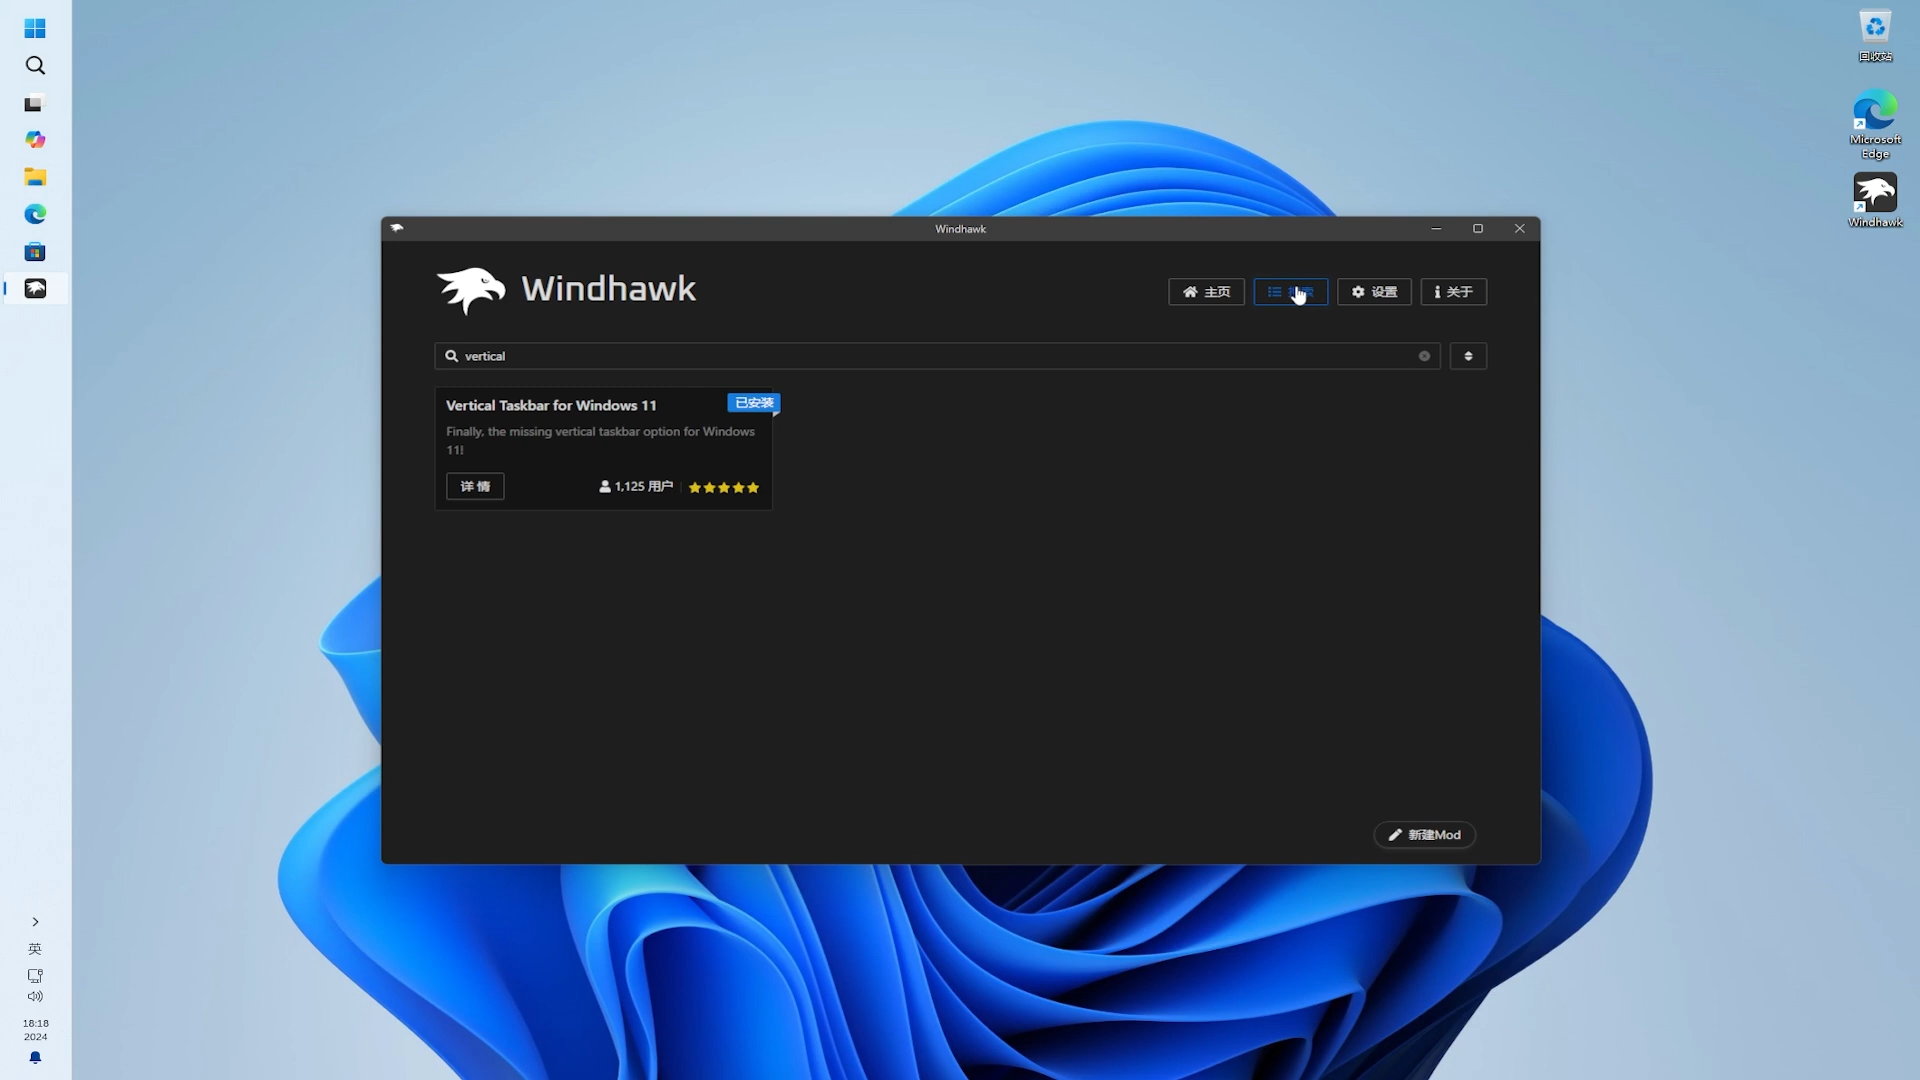 回收站
Microsoft
Edge
Windhawk
Windhawk
Windhawk
主页
设置
关于
vertical
Vertical Taskbar for Windows 11
已安装
Finally, the missing vertical taskbar option for Windows
11!
详 情
1,125 用户
新建Mod
英
18:18
2024